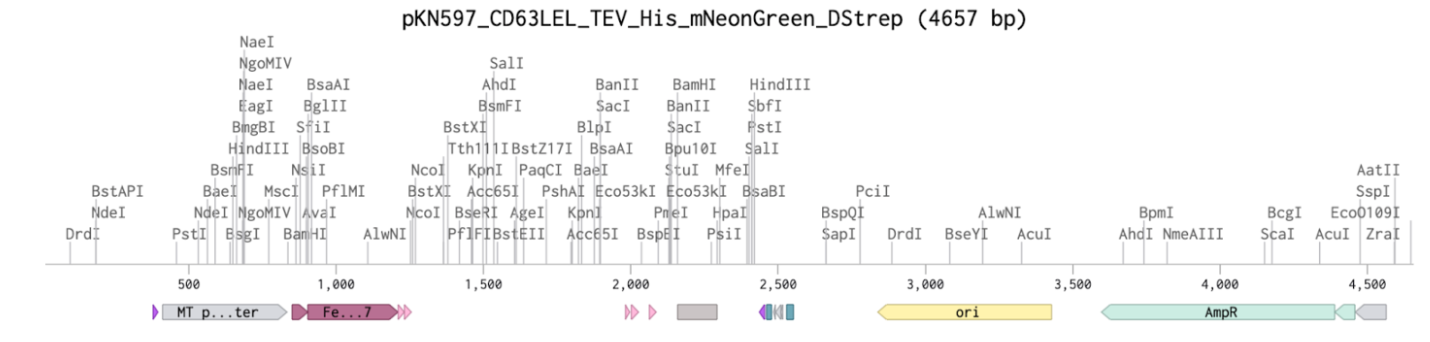 pKN597_CD63LEL_TEV_His_mNeonGreen_DStrep (4657 bp)
NaeI
NgoMIV SalI
NaeI BsaAI AhdI BanII BamHI HindIII
EagI BglII BsmFI SacI BanII SbfI
BmgBI SfiI BstXI BlpI SacI PstI
HindIII BsoBI Tth111I BstZ17I BsaAI Bpu10I SalI
BsmFI NsiI NcoI KpnI PaqCI BaeI StuI MfeI AatII
BstAPI BaeI MscI PflMI BstXI Acc65I PshAI Eco53kI Eco53kI BsaBI PciI SspI
NdeI NdeI NgoMIV AvaI NcoI BseRI AgeI KpnI PmeI HpaI BspQI AlwNI BpmI BcgI EcoO109I
DrdI PstI BsgI BamHI AlwNI PflFI BstEII Acc65I BspEI PsiI SapI DrdI BseYI AcuI AhdI NmeAIII ScaI AcuI ZraI
500 1,000 1,500 2,000 2,500 3,000 3,500 4,000 4,500
MT p...ter Fe...7 ori AmpR